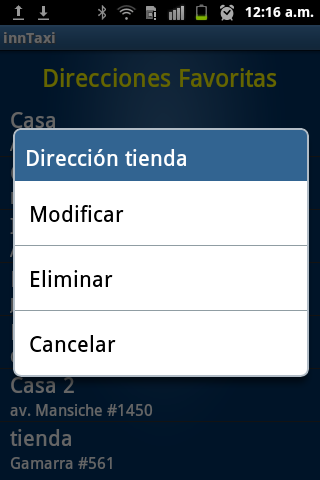 12:16 a.m.
innTaxi
Direcciones Favoritas
Casa
Dirección tienda
Modificar
Eliminar
Cancelar
Casa 2
av. Mansiche #1450
tienda
Gamarra #561